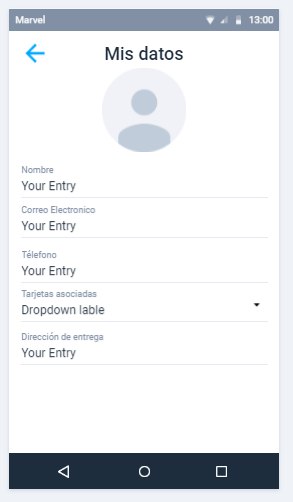 Marvel 13:00
Mis datos
Nombre
Your Entry
Correo Electronico
Your Entry
Télefono
Your Entry
Tarjetas asociadas
Dropdown lable
Dirección de entrega
Your Entry